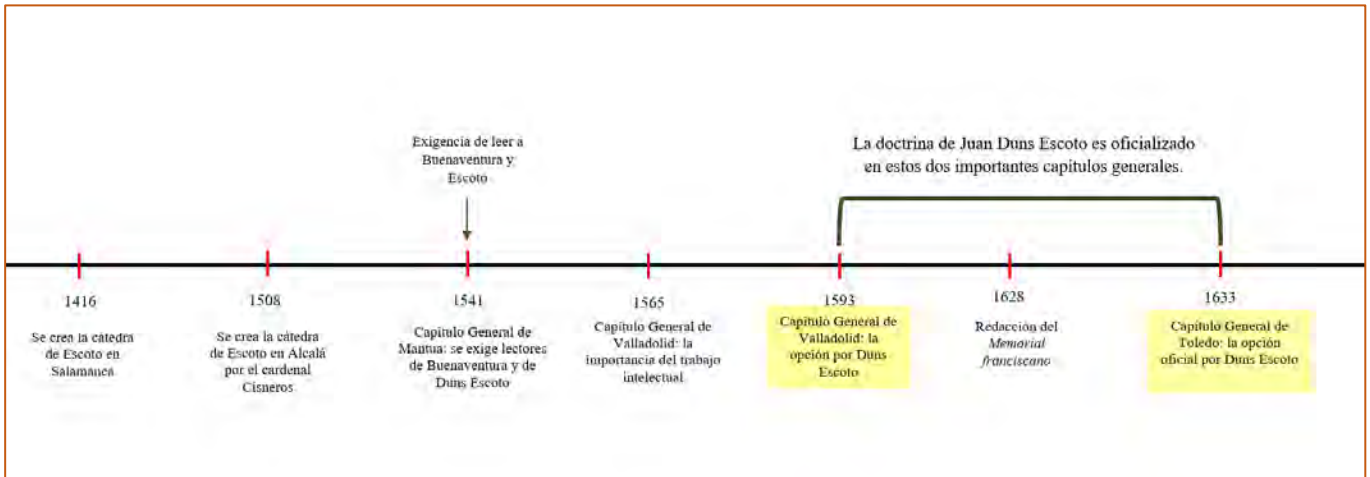 Exigencia de leer a
Buenaventura y
Escoto
La doctrina de Juan Duns Escoto es oficializado
en estos dos importantes capítulos generales.
1416
Se crea la cátedra
de Escoto en
Salamanca
1508
Se crea la cátedra
de Escoto en Alcalá
por el cardenal
Cisneros
1541
Capítulo General de
Mantua: se exige lectores
de Buenaventura y de
Duns Escoto
1565
Capítulo General de
Valladolid: la
importancia del trabajo
intelectual
1593
Capítulo General de
Valladolid: la
opción por Duns
Escoto
1628
Redacción del
Memorial
franciscano
1633
Capítulo General de
Toledo: la opción
oficial por Duns Escoto